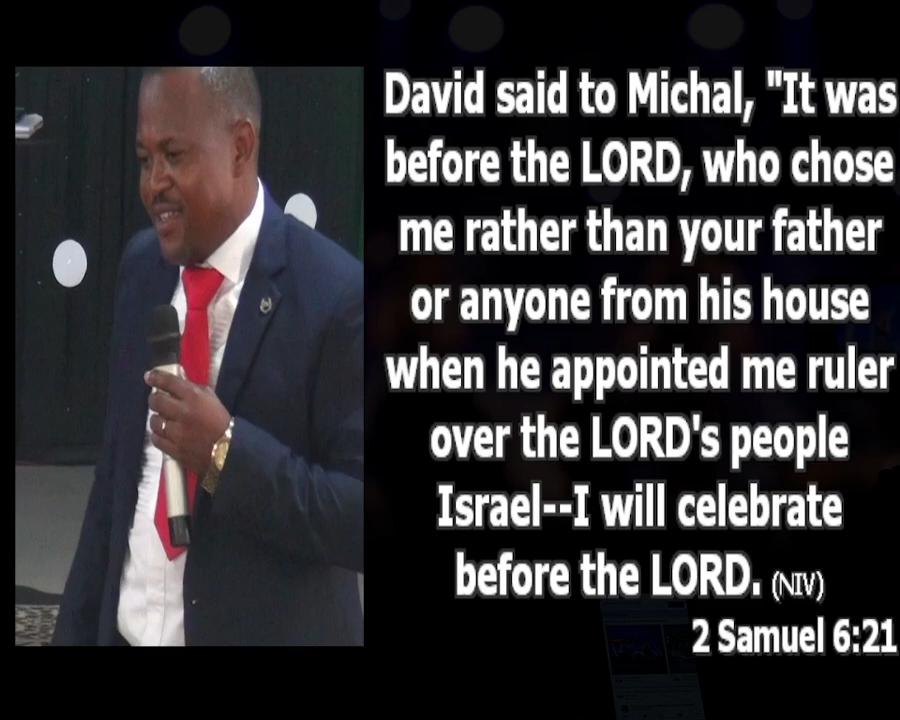 David said to Michal, "It was
before the LORD, who chose
me rather than your father
or anyone from his house
when he appointed me ruler
over the LORD's people
Israel--I will celebrate
before the LORD. (NIV)
2 Samuel 6:21